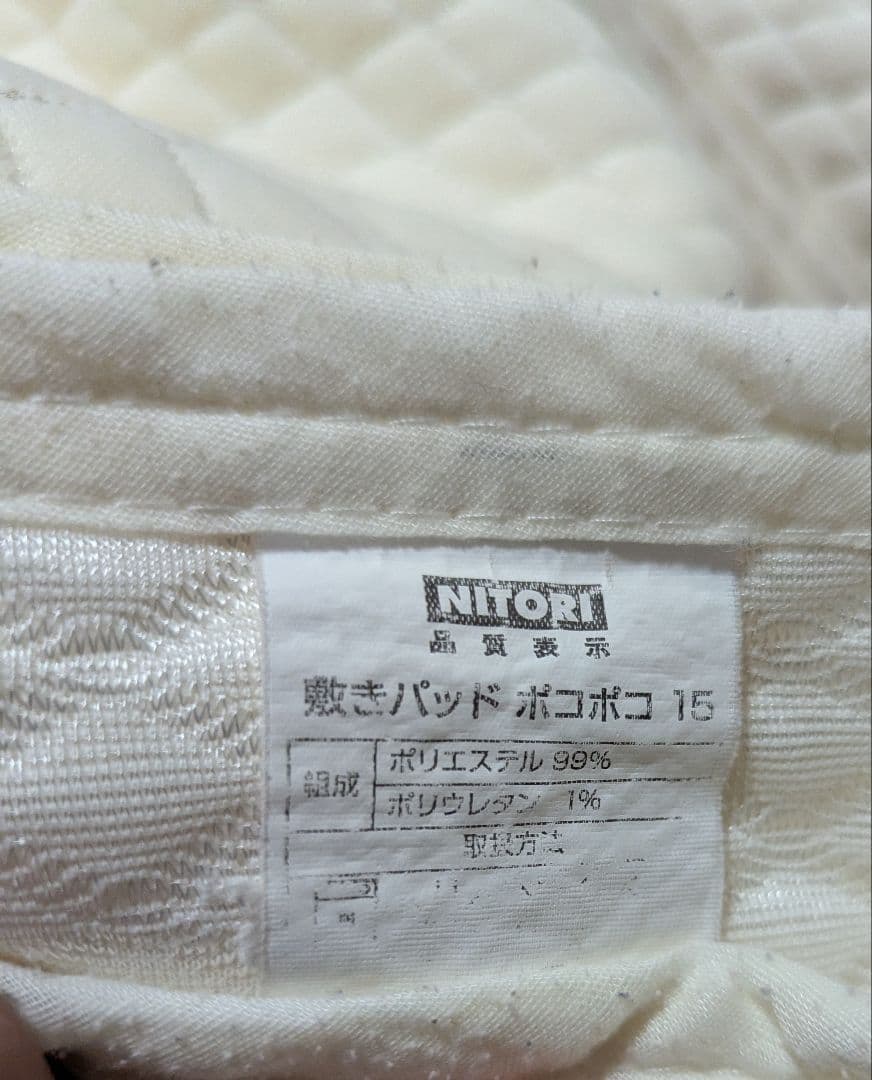 NITORI
品質表示
敷きパッド ポコポコ 15
組成
ポリエステル 99%
ポリウレタン 1%
取扱方法